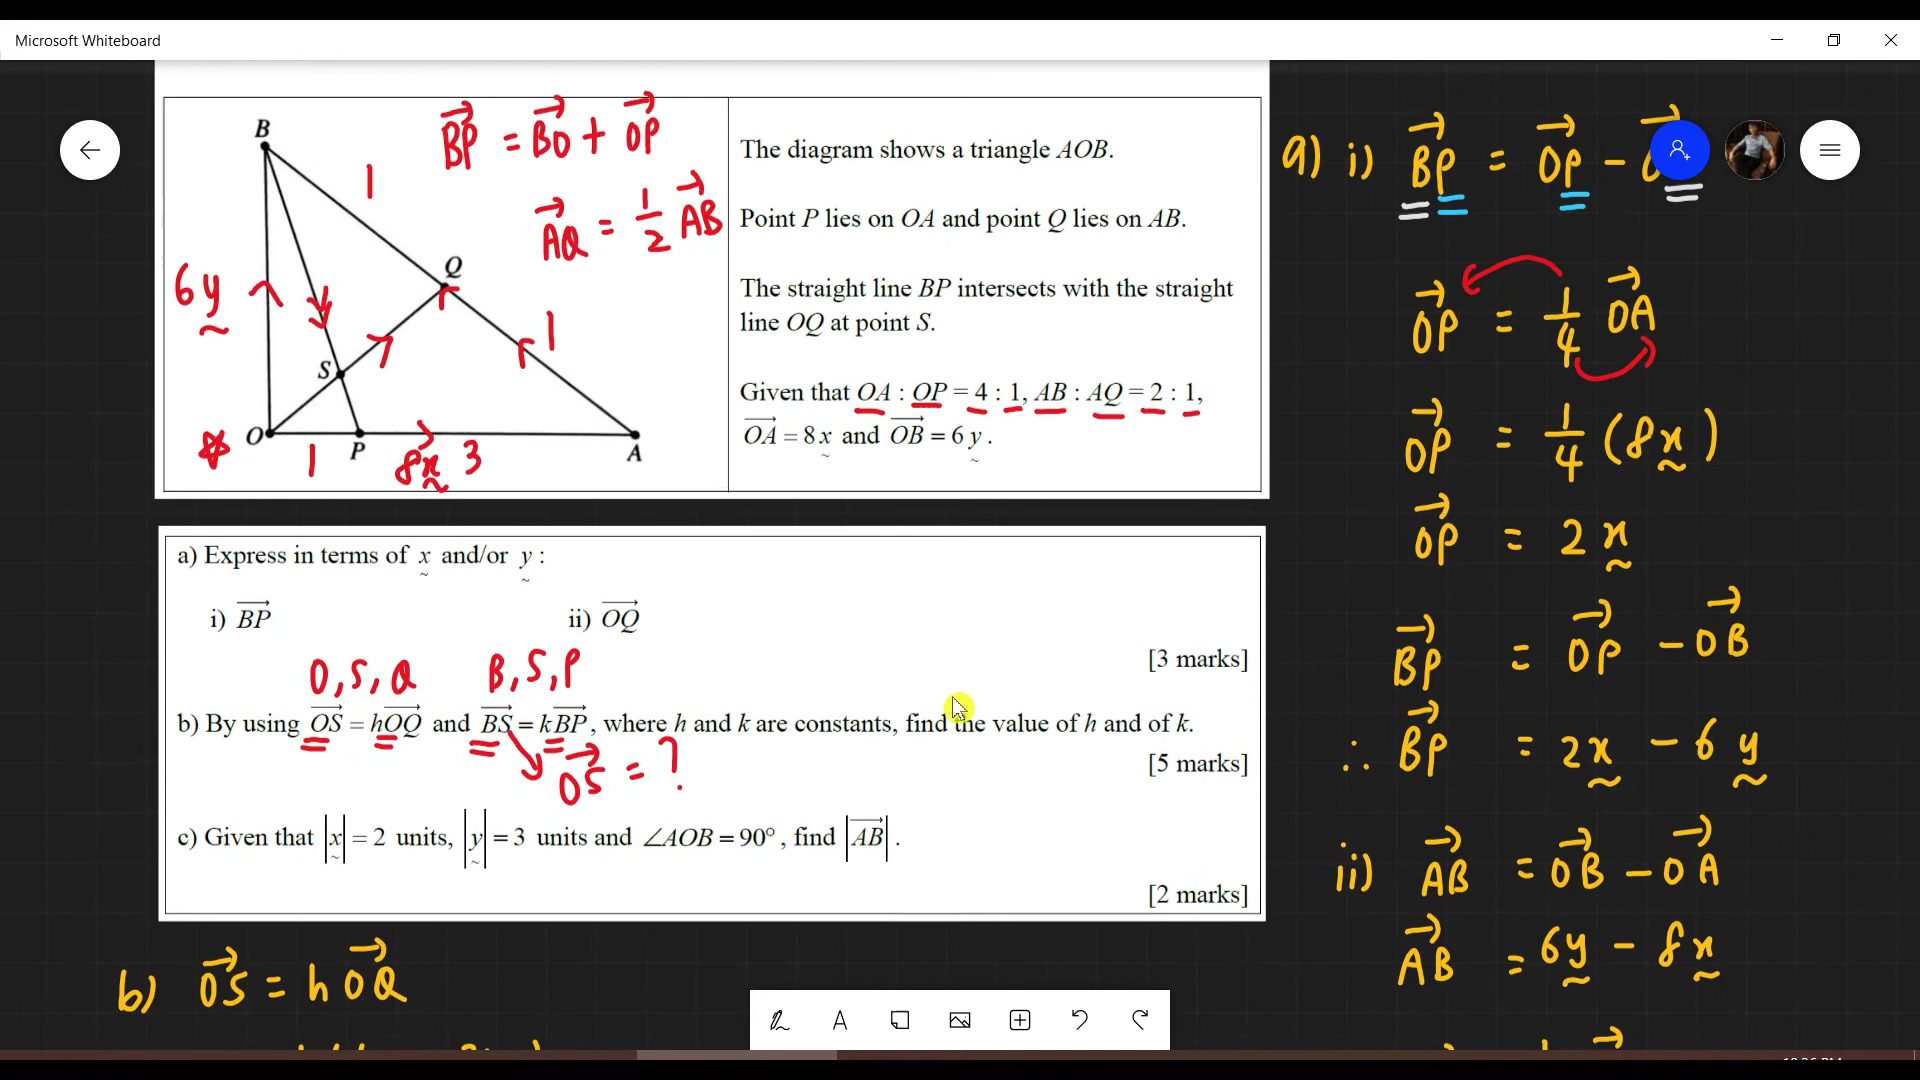 Microsoft Whiteboard
B
Q
S
O
P
A
1
1
6y
1
8x 3
BP = BO + OP
AQ = 1/2 AB
The diagram shows a triangle AOB.
Point P lies on OA and point Q lies on AB.
The straight line BP intersects with the straight
line OQ at point S.
Given that OA : OP = 4 : 1, AB : AQ = 2 : 1,
OA = 8x and OB = 6y.
a) Express in terms of x and/or y :
i) BP ii) OQ
[3 marks]
O, S, Q B, S, P
b) By using OS = hOQ and BS = kBP, where h and k are constants, find the value of h and of k.
OS = ?
[5 marks]
c) Given that |x| = 2 units, |y| = 3 units and ∠AOB = 90°, find |AB|.
[2 marks]
b) OS = h OQ
a) i) BP = OP -
OP = 1/4 OA
OP = 1/4 (8x)
OP = 2x
BP = OP - OB
∴ BP = 2x - 6y
ii) AB = OB - OA
AB = 6y - 8x
A